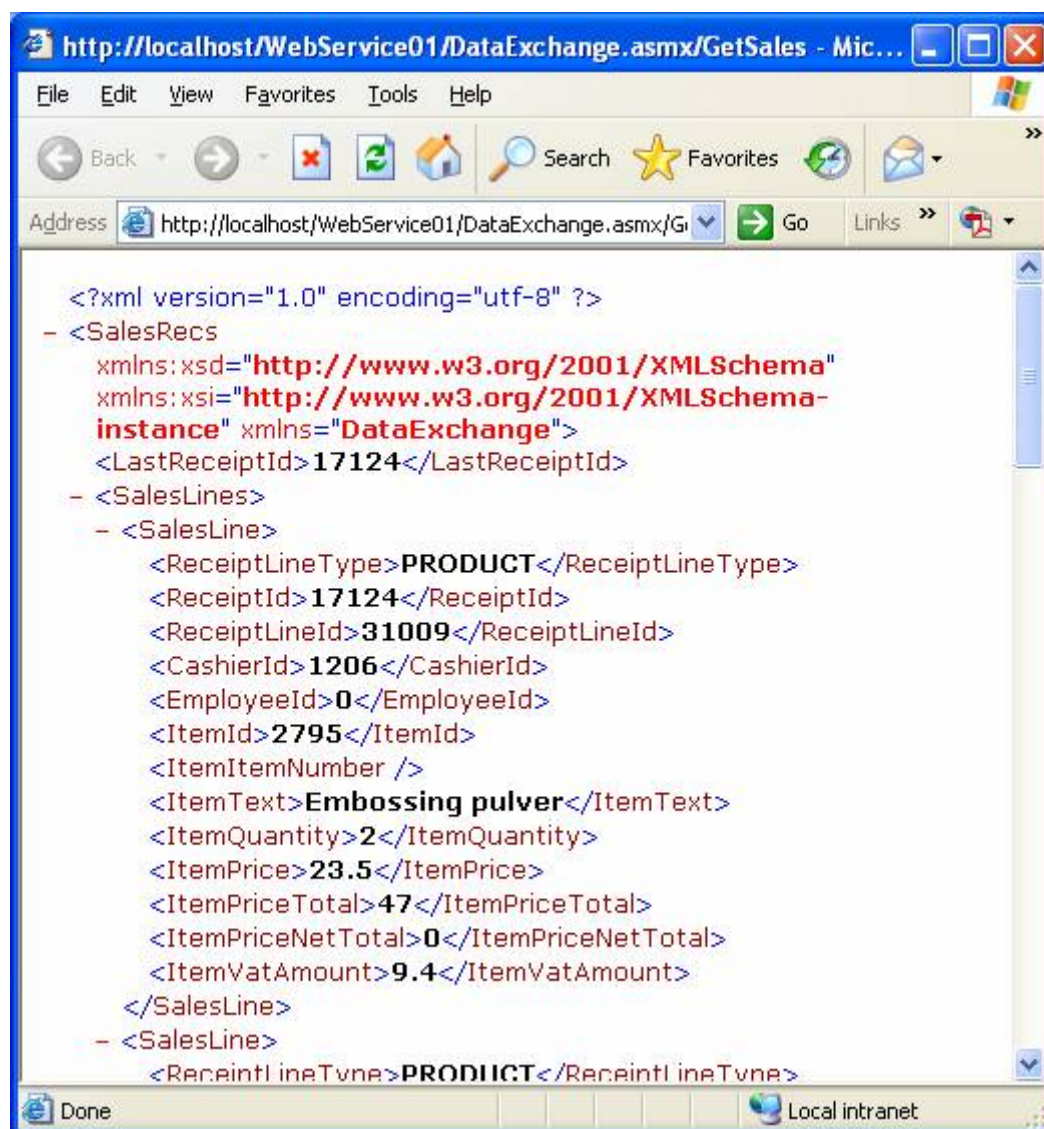 http://localhost/WebService01/DataExchange.asmx/GetSales - Mic...
File Edit View Favorites Tools Help
Back Search Favorites
Address http://localhost/WebService01/DataExchange.asmx/G Go Links »
<?xml version="1.0" encoding="utf-8" ?>
– <SalesRecs
xmlns:xsd="http://www.w3.org/2001/XMLSchema"
xmlns:xsi="http://www.w3.org/2001/XMLSchema-
instance" xmlns="DataExchange">
<LastReceiptId>17124</LastReceiptId>
– <SalesLines>
– <SalesLine>
<ReceiptLineType>PRODUCT</ReceiptLineType>
<ReceiptId>17124</ReceiptId>
<ReceiptLineId>31009</ReceiptLineId>
<CashierId>1206</CashierId>
<EmployeeId>0</EmployeeId>
<ItemId>2795</ItemId>
<ItemItemNumber />
<ItemText>Embossing pulver</ItemText>
<ItemQuantity>2</ItemQuantity>
<ItemPrice>23.5</ItemPrice>
<ItemPriceTotal>47</ItemPriceTotal>
<ItemPriceNetTotal>0</ItemPriceNetTotal>
<ItemVatAmount>9.4</ItemVatAmount>
</SalesLine>
– <SalesLine>
<ReceiptLineType>PRODUCT</ReceiptLineType>
Done Local intranet